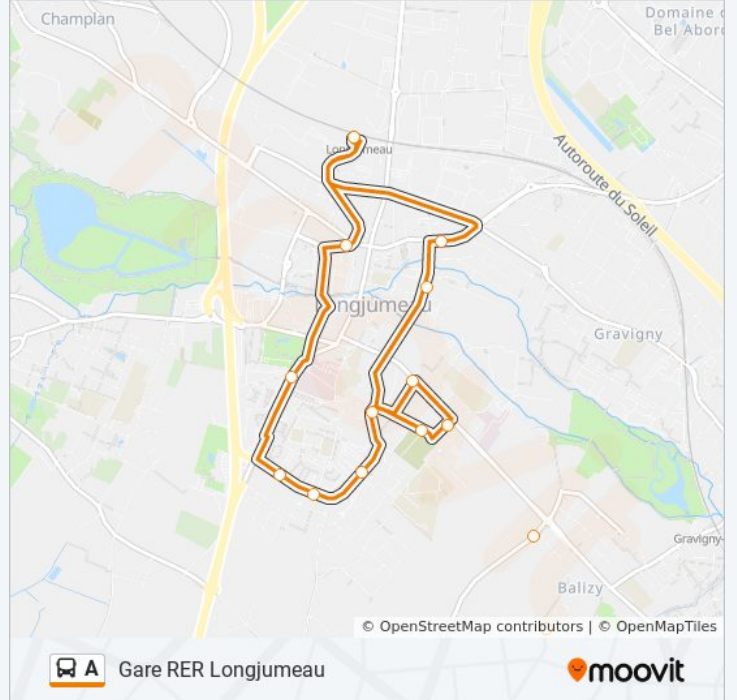 Champlan
Domaine d
Bel Abord
Longjumeau
Autoroute du Soleil
Longjumeau
Gravigny
Gravigny-
Balizy
© OpenStreetMap contributors | © OpenMapTiles
A Gare RER Longjumeau moovit